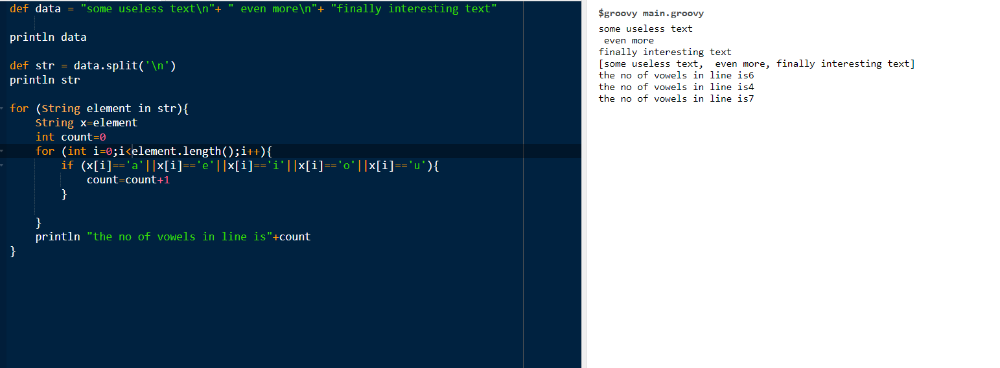 def data = "some useless text\n"+ " even more\n"+ "finally interesting text"
println data
def str = data.split('\n')
println str
for (String element in str){
    String x=element
    int count=0
    for (int i=0;i<element.length();i++){
        if (x[i]=='a'||x[i]=='e'||x[i]=='i'||x[i]=='o'||x[i]=='u'){
            count=count+1
        }
    }
    println "the no of vowels in line is"+count
}
$groovy main.groovy
some useless text
 even more
finally interesting text
[some useless text,  even more, finally interesting text]
the no of vowels in line is6
the no of vowels in line is4
the no of vowels in line is7